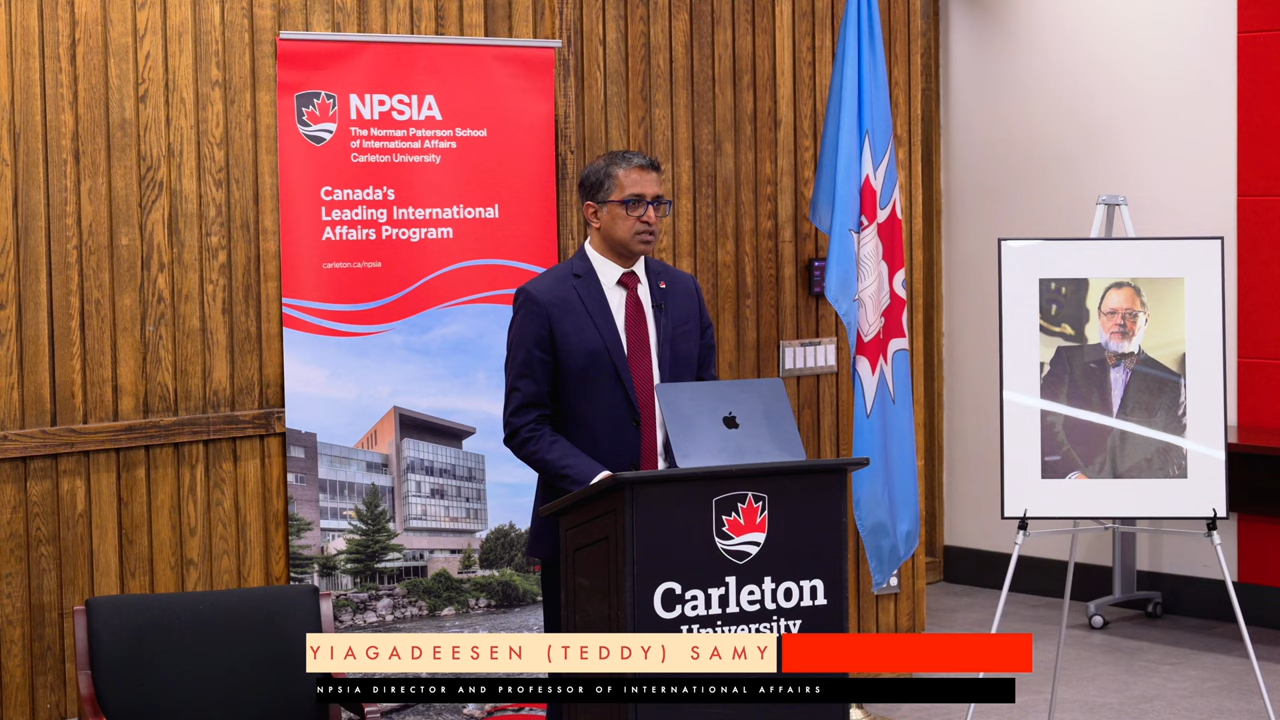 NPSIA
The Norman Paterson School
of International Affairs
Carleton University
Canada's
Leading International
Affairs Program
carleton.ca/npsia
Carleton
University
YIAGADEESEN (TEDDY) SAMY
NPSIA DIRECTOR AND PROFESSOR OF INTERNATIONAL AFFAIRS